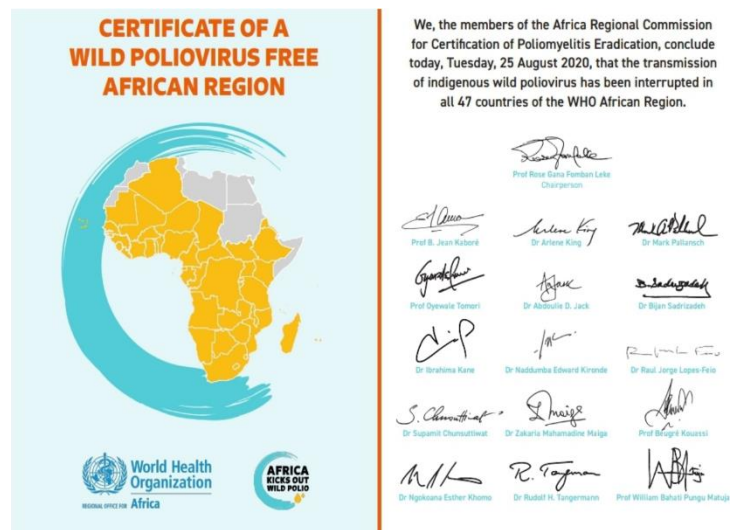 CERTIFICATE OF A
WILD POLIOVIRUS FREE
AFRICAN REGION
World Health
Organization
REGIONAL OFFICE FOR Africa
AFRICA
KICKS OUT
WILD POLIO
We, the members of the Africa Regional Commission
for Certification of Poliomyelitis Eradication, conclude
today, Tuesday, 25 August 2020, that the transmission
of indigenous wild poliovirus has been interrupted in
all 47 countries of the WHO African Region.
Prof Rose Gana Fomban Leke
Chairperson
Prof B. Jean Kaboré
Dr Arlene King
Dr Mark Pallansch
Prof Oyewale Tomori
Dr Abdoulie D. Jack
Dr Bijan Sadrizadeh
Dr Ibrahima Kane
Dr Naddumba Edward Kironde
Dr Raul Jorge Lopes-Feio
Dr Supamit Chunsuttiwat
Dr Zakaria Mahamadine Maiga
Prof Beugré Kouassi
Dr Ngokoana Esther Khomo
Dr Rudolf H. Tangermann
Prof William Bahati Pungu Matuja